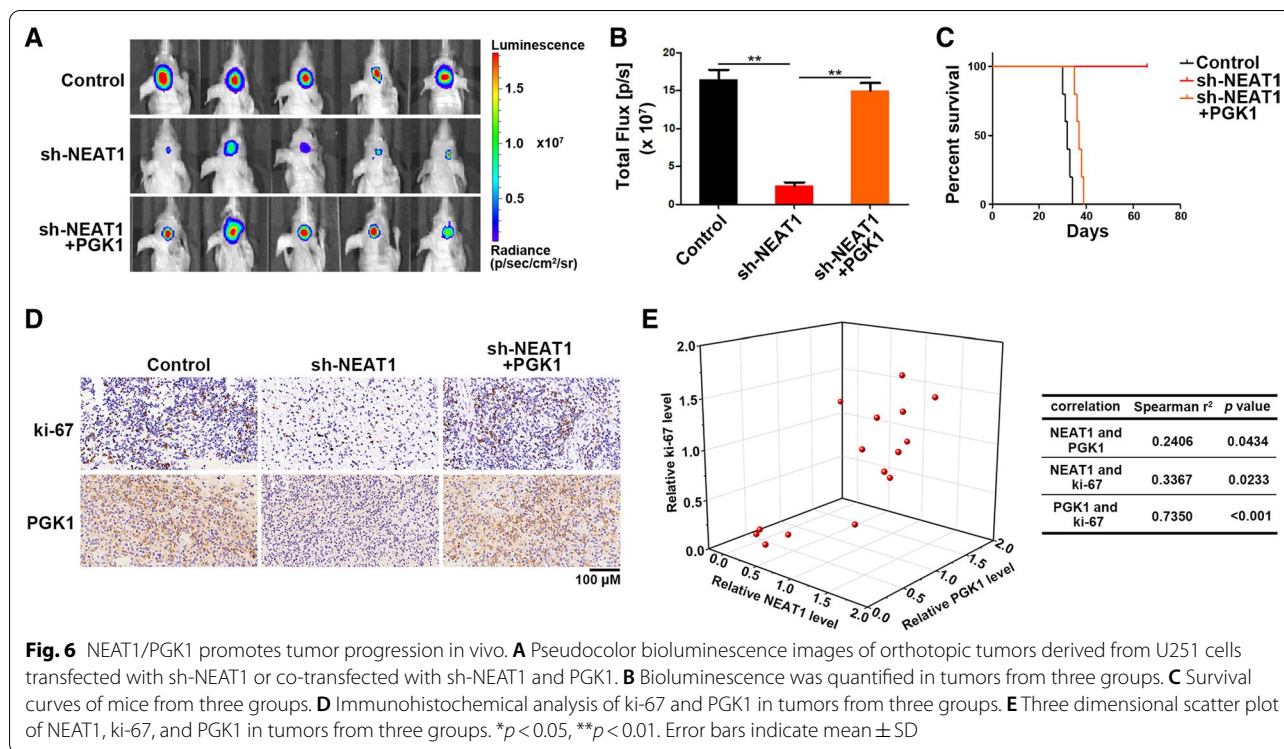 A
Control
sh-NEAT1
sh-NEAT1
+PGK1
Luminescence
1.5
1.0
x10⁷
0.5
Radiance
(p/sec/cm²/sr)
B
Total Flux [p/s]
(x 10⁷)
20
15
10
5
0
**
**
Control
sh-NEAT1
sh-NEAT1
+PGK1
C
Percent survival
100
50
0
0 20 40 60 80
Days
Control
sh-NEAT1
sh-NEAT1
+PGK1
D
Control sh-NEAT1 sh-NEAT1
+PGK1
ki-67
PGK1
100 μM
E
Relative ki-67 level
2.0
1.5
1.0
0.5
0.0
0.0 0.5 1.0 1.5 2.0
Relative NEAT1 level
0.0 0.5 1.0 1.5 2.0
Relative PGK1 level
correlation Spearman r² p value
NEAT1 and
PGK1 0.2406 0.0434
NEAT1 and
ki-67 0.3367 0.0233
PGK1 and
ki-67 0.7350 <0.001
Fig. 6 NEAT1/PGK1 promotes tumor progression in vivo. A Pseudocolor bioluminescence images of orthotopic tumors derived from U251 cells
transfected with sh-NEAT1 or co-transfected with sh-NEAT1 and PGK1. B Bioluminescence was quantified in tumors from three groups. C Survival
curves of mice from three groups. D Immunohistochemical analysis of ki-67 and PGK1 in tumors from three groups. E Three dimensional scatter plot
of NEAT1, ki-67, and PGK1 in tumors from three groups. *p < 0.05, **p < 0.01. Error bars indicate mean ± SD